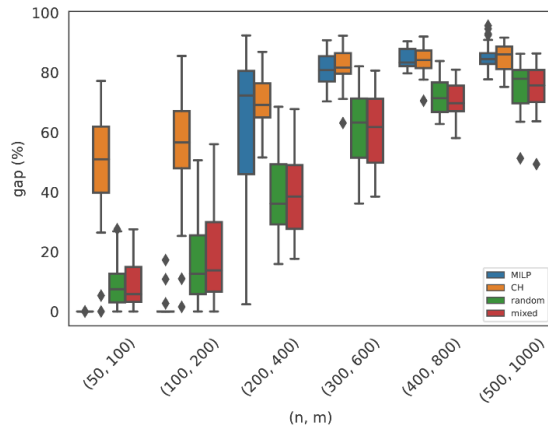 gap (%)
100
80
60
40
20
0
MILP
CH
random
mixed
(50, 100)
(100, 200)
(200, 400)
(300, 600)
(400, 800)
(500, 1000)
(n, m)